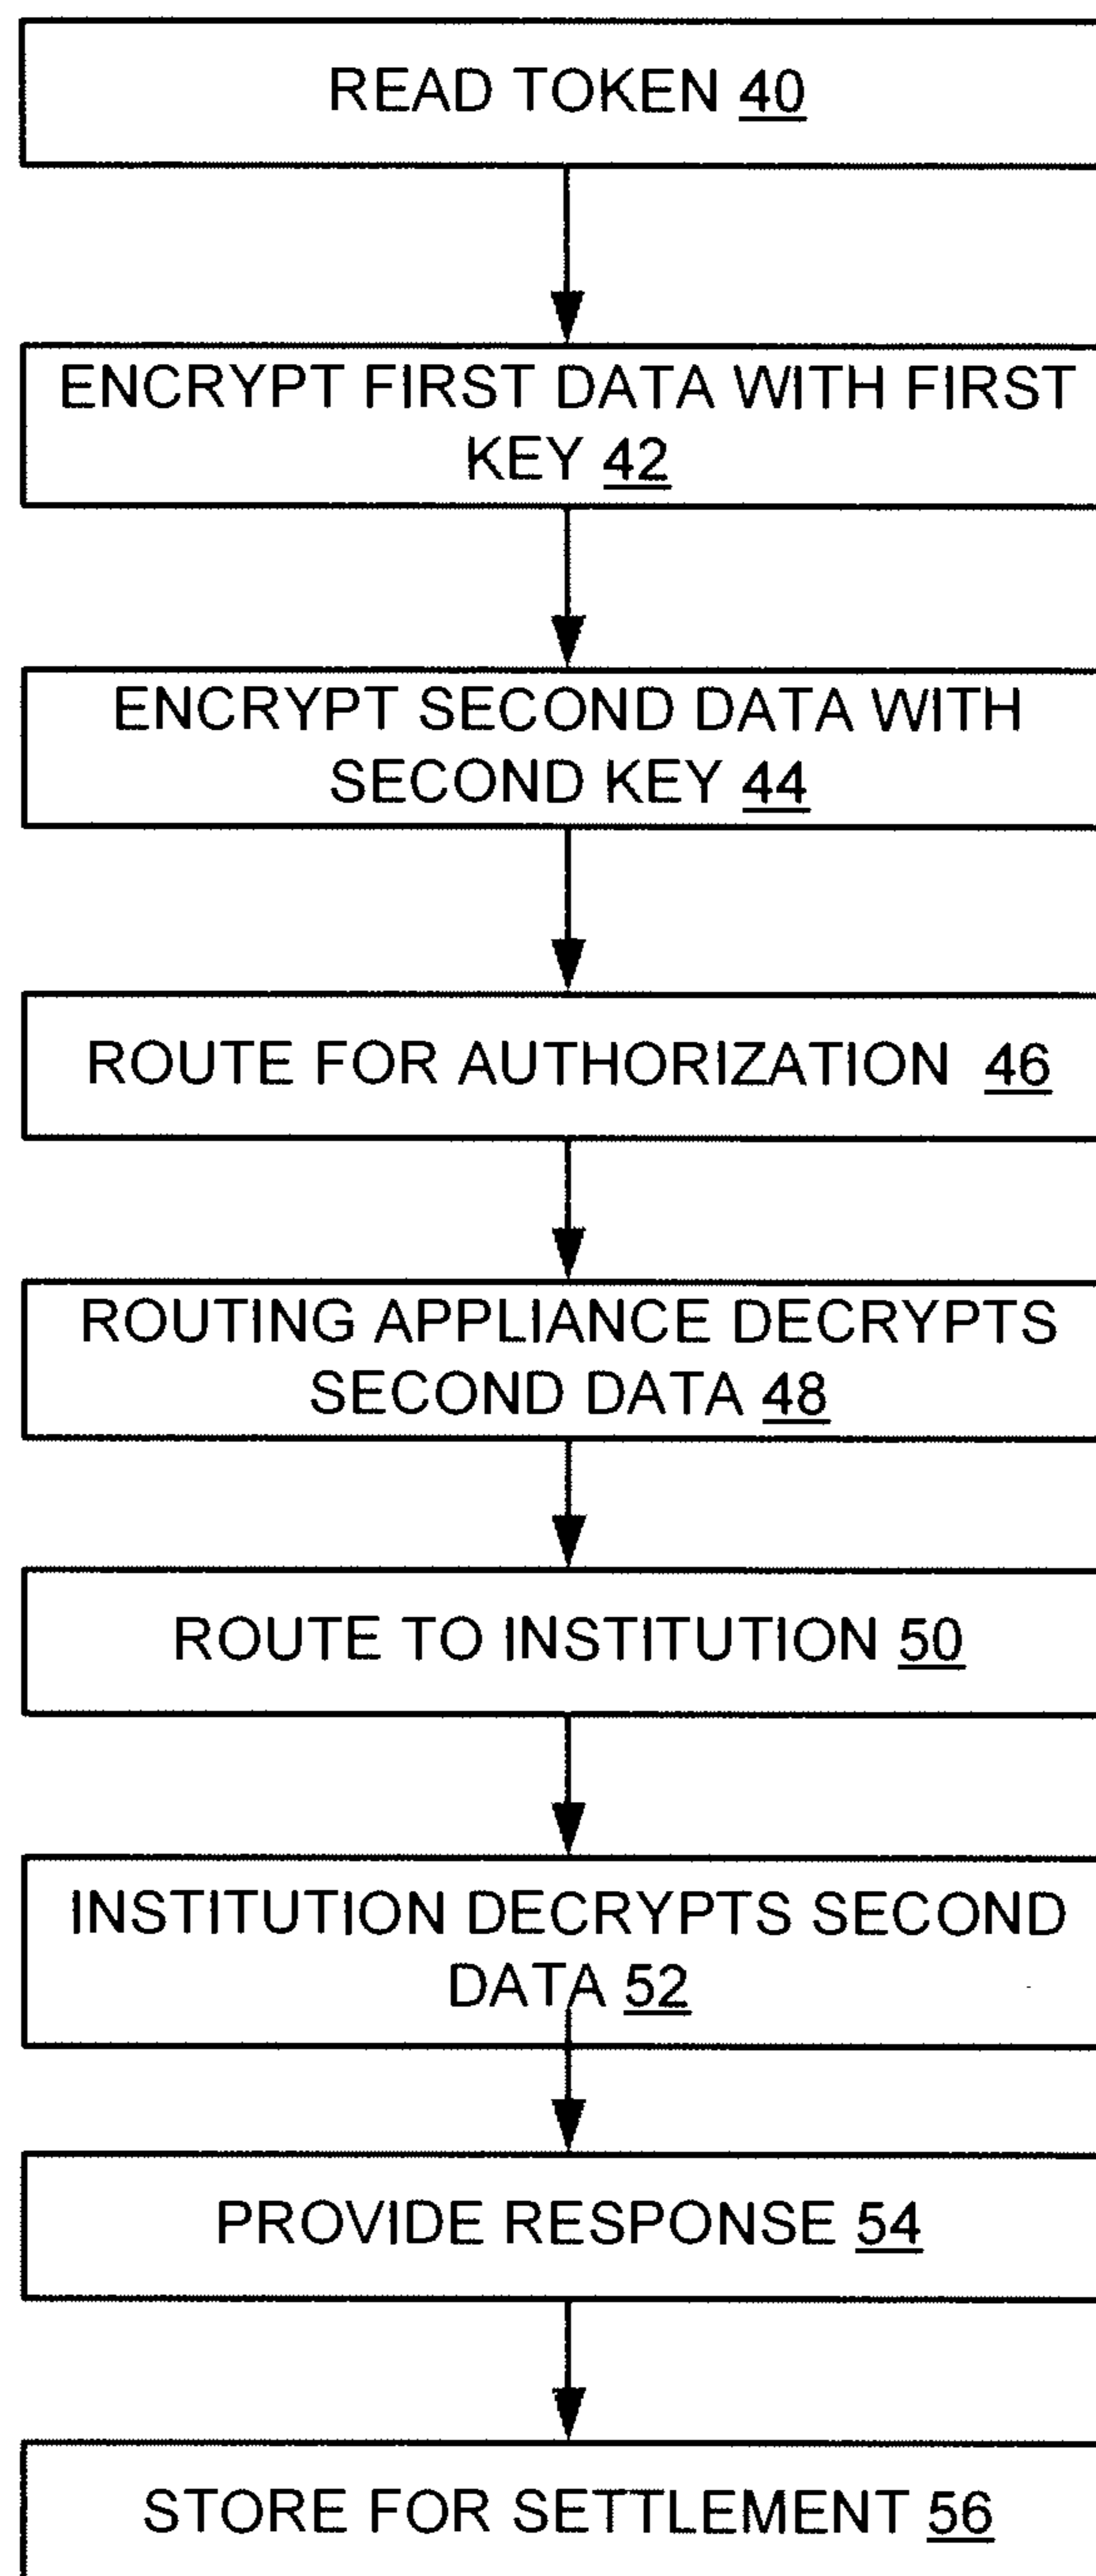 READ TOKEN 40
ENCRYPT FIRST DATA WITH FIRST
KEY 42
ENCRYPT SECOND DATA WITH
SECOND KEY 44
ROUTE FOR AUTHORIZATION 46
ROUTING APPLIANCE DECRYPTS
SECOND DATA 48
ROUTE TO INSTITUTION 50
INSTITUTION DECRYPTS SECOND
DATA 52
PROVIDE RESPONSE 54
STORE FOR SETTLEMENT 56